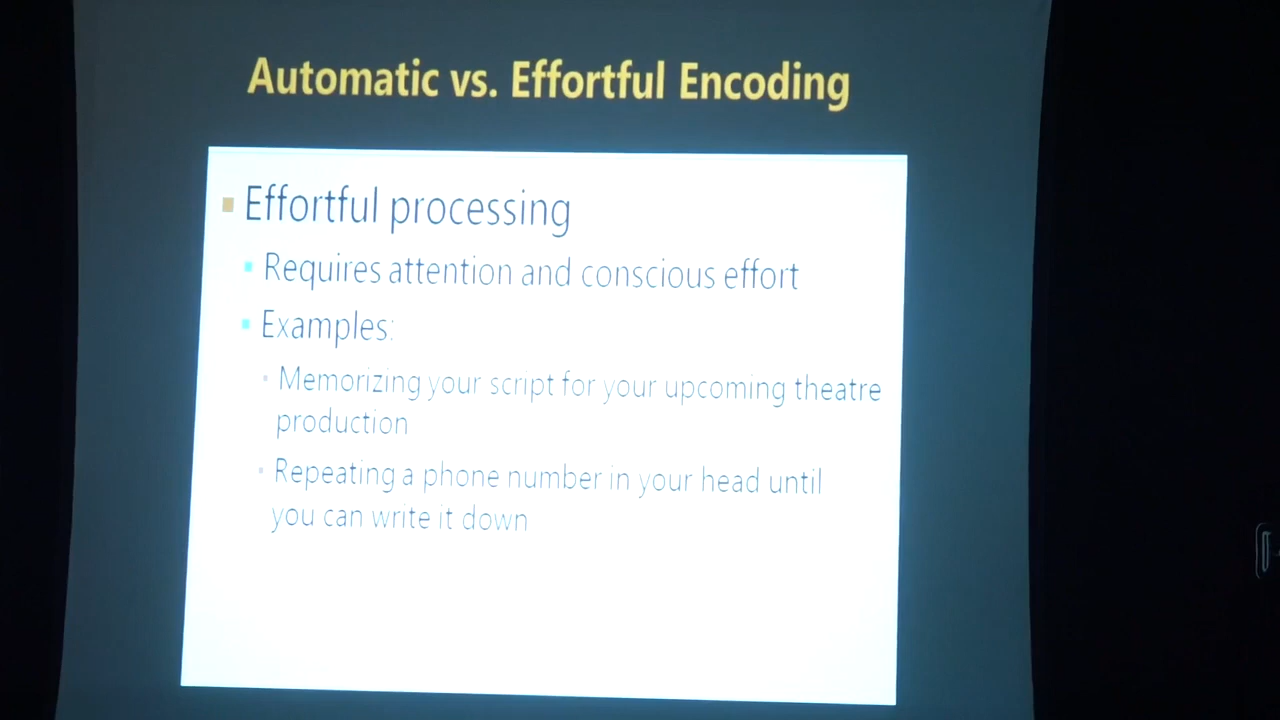 Automatic vs. Effortful Encoding
Effortful processing
Requires attention and conscious effort
Examples:
Memorizing your script for your upcoming theatre
production
Repeating a phone number in your head until
you can write it down